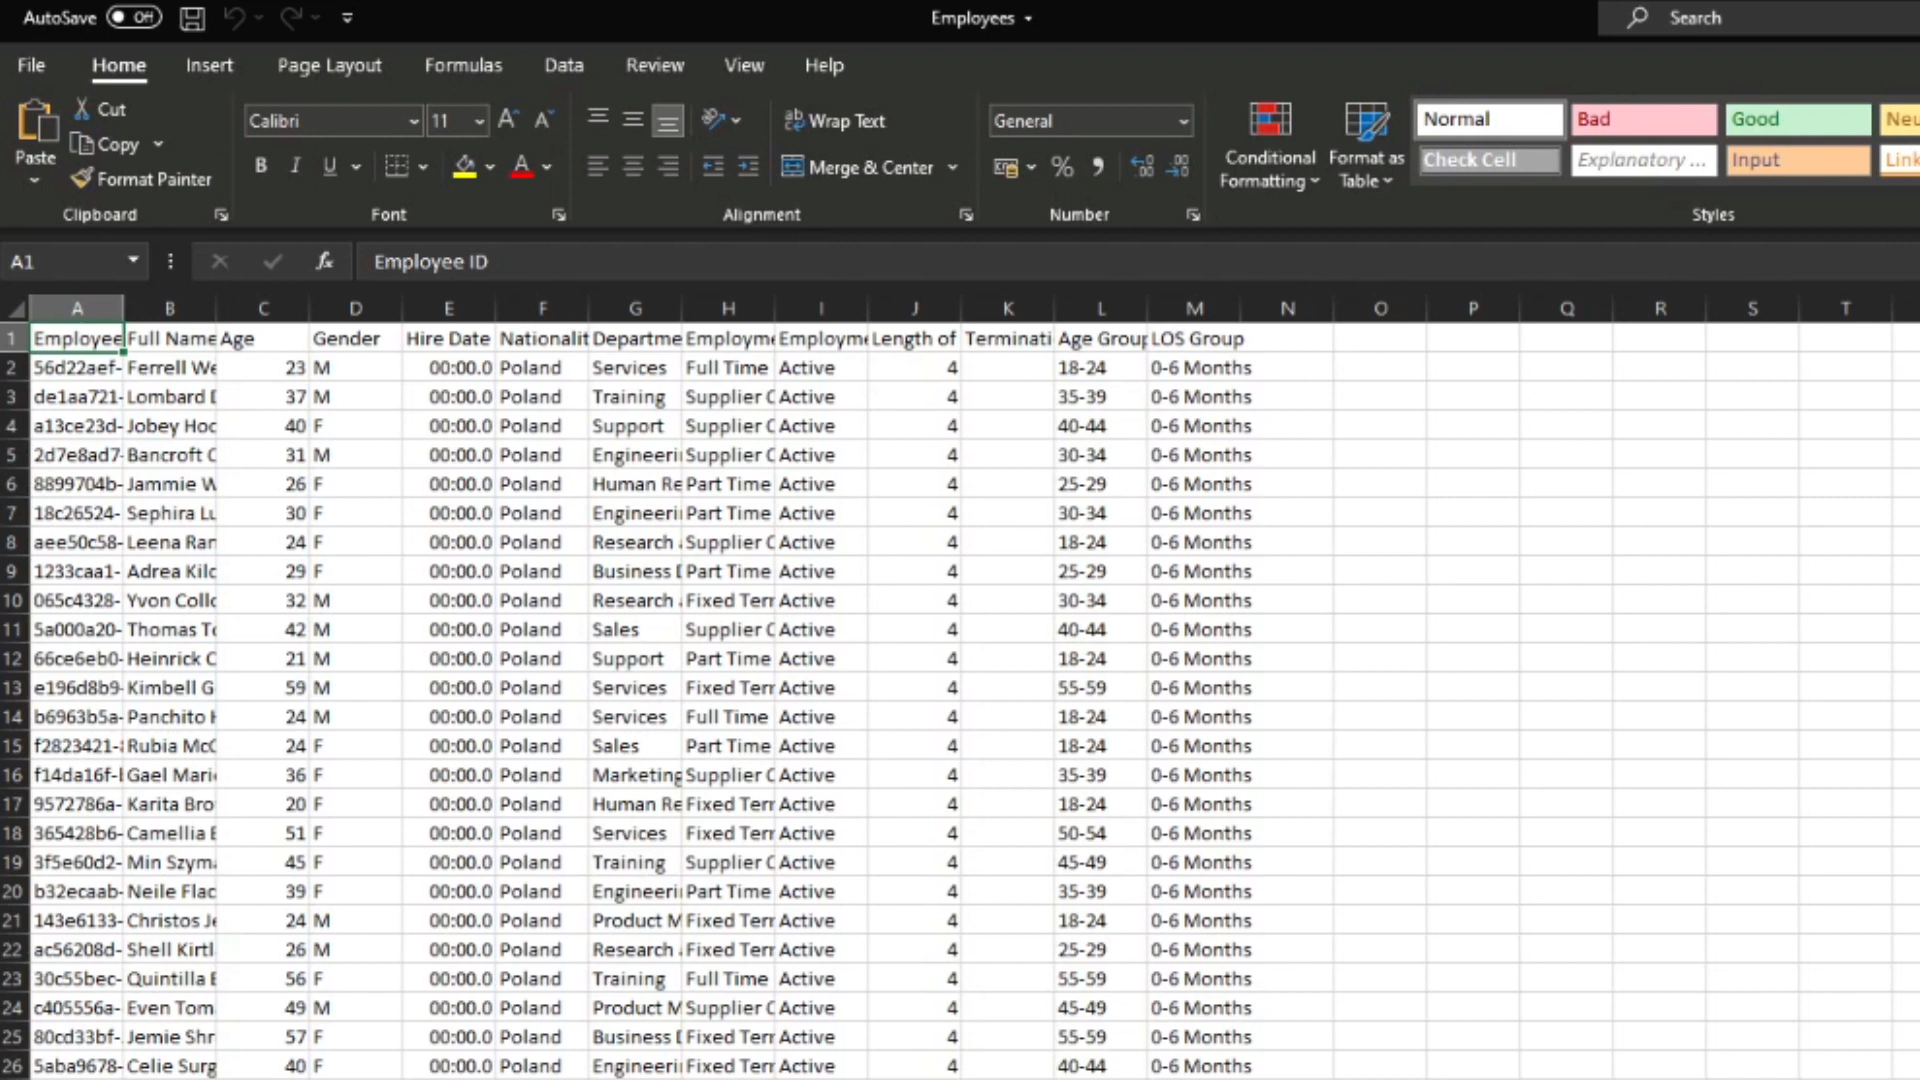 AutoSave Off Employees Search
File Home Insert Page Layout Formulas Data Review View Help
Cut Calibri 11 Wrap Text General Normal Bad Good Neu
Paste Copy Merge & Center Conditional Formatting Format as Table Check Cell Explanatory ... Input Link
Format Painter
Clipboard Font Alignment Number Styles
A1 fx Employee ID
A B C D E F G H I J K L M N O P Q R S T
1 Employee Full Name Age Gender Hire Date Nationalit Departme Employme Employme Length of Terminati Age Group LOS Group
2 56d22aef- Ferrell We 23 M 00:00.0 Poland Services Full Time Active 4 18-24 0-6 Months
3 de1aa721- Lombard D 37 M 00:00.0 Poland Training Supplier C Active 4 35-39 0-6 Months
4 a13ce23d- Jobey Hoc 40 F 00:00.0 Poland Support Supplier C Active 4 40-44 0-6 Months
5 2d7e8ad7- Bancroft C 31 M 00:00.0 Poland Engineeri Supplier C Active 4 30-34 0-6 Months
6 8899704b- Jammie W 26 F 00:00.0 Poland Human Re Part Time Active 4 25-29 0-6 Months
7 18c26524- Sephira Lu 30 F 00:00.0 Poland Engineeri Part Time Active 4 30-34 0-6 Months
8 aee50c58- Leena Ran 24 F 00:00.0 Poland Research Supplier C Active 4 18-24 0-6 Months
9 1233caa1- Adrea Kilc 29 F 00:00.0 Poland Business D Part Time Active 4 25-29 0-6 Months
10 065c4328- Yvon Collo 32 M 00:00.0 Poland Research Fixed Terr Active 4 30-34 0-6 Months
11 5a000a20- Thomas To 42 M 00:00.0 Poland Sales Supplier C Active 4 40-44 0-6 Months
12 66ce6eb0- Heinrick C 21 M 00:00.0 Poland Support Part Time Active 4 18-24 0-6 Months
13 e196d8b9- Kimbell G 59 M 00:00.0 Poland Services Fixed Terr Active 4 55-59 0-6 Months
14 b6963b5a- Panchito H 24 M 00:00.0 Poland Services Full Time Active 4 18-24 0-6 Months
15 f2823421- Rubia McC 24 F 00:00.0 Poland Sales Part Time Active 4 18-24 0-6 Months
16 f14da16f- Gael Mari 36 F 00:00.0 Poland Marketing Supplier C Active 4 35-39 0-6 Months
17 9572786a- Karita Bro 20 F 00:00.0 Poland Human Re Fixed Terr Active 4 18-24 0-6 Months
18 365428b6- Camellia E 51 F 00:00.0 Poland Services Fixed Terr Active 4 50-54 0-6 Months
19 3f5e60d2- Min Szyma 45 F 00:00.0 Poland Training Supplier C Active 4 45-49 0-6 Months
20 b32ecaab- Neile Flac 39 F 00:00.0 Poland Engineeri Part Time Active 4 35-39 0-6 Months
21 143e6133- Christos Je 24 M 00:00.0 Poland Product M Fixed Terr Active 4 18-24 0-6 Months
22 ac56208d- Shell Kirtl 26 M 00:00.0 Poland Research Fixed Terr Active 4 25-29 0-6 Months
23 30c55bec- Quintilla E 56 F 00:00.0 Poland Training Full Time Active 4 55-59 0-6 Months
24 c405556a- Even Tom 49 M 00:00.0 Poland Product M Supplier C Active 4 45-49 0-6 Months
25 80cd33bf- Jemie Shr 57 F 00:00.0 Poland Business D Fixed Terr Active 4 55-59 0-6 Months
26 5aba9678- Celie Surg 40 F 00:00.0 Poland Engineeri Fixed Terr Active 4 40-44 0-6 Months